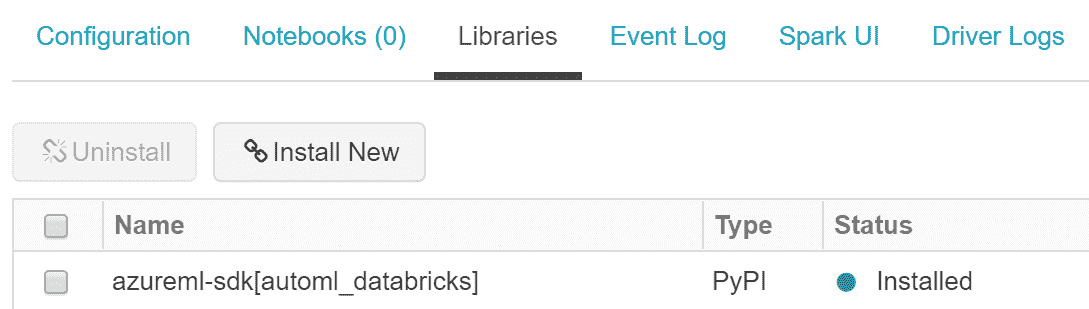 Configuration Notebooks (0) Libraries Event Log Spark UI Driver Logs
Uninstall Install New
Name Type Status
azureml-sdk[automl_databricks] PyPI Installed